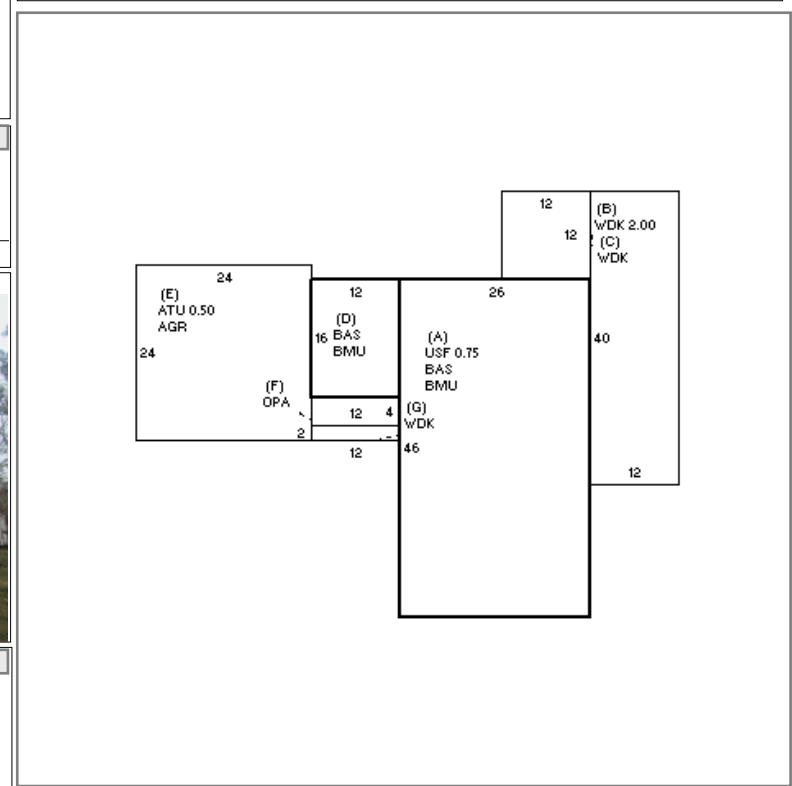 12
(B)
WDK 2.00
12
(C)
WDK
24
(E)
ATU 0.50
AGR
24
12
(D)
16 BAS
BMU
26
(A)
USF 0.75
BAS
BMU
40
(F)
OPA
12 4
(G)
WDK
2
12
46
12